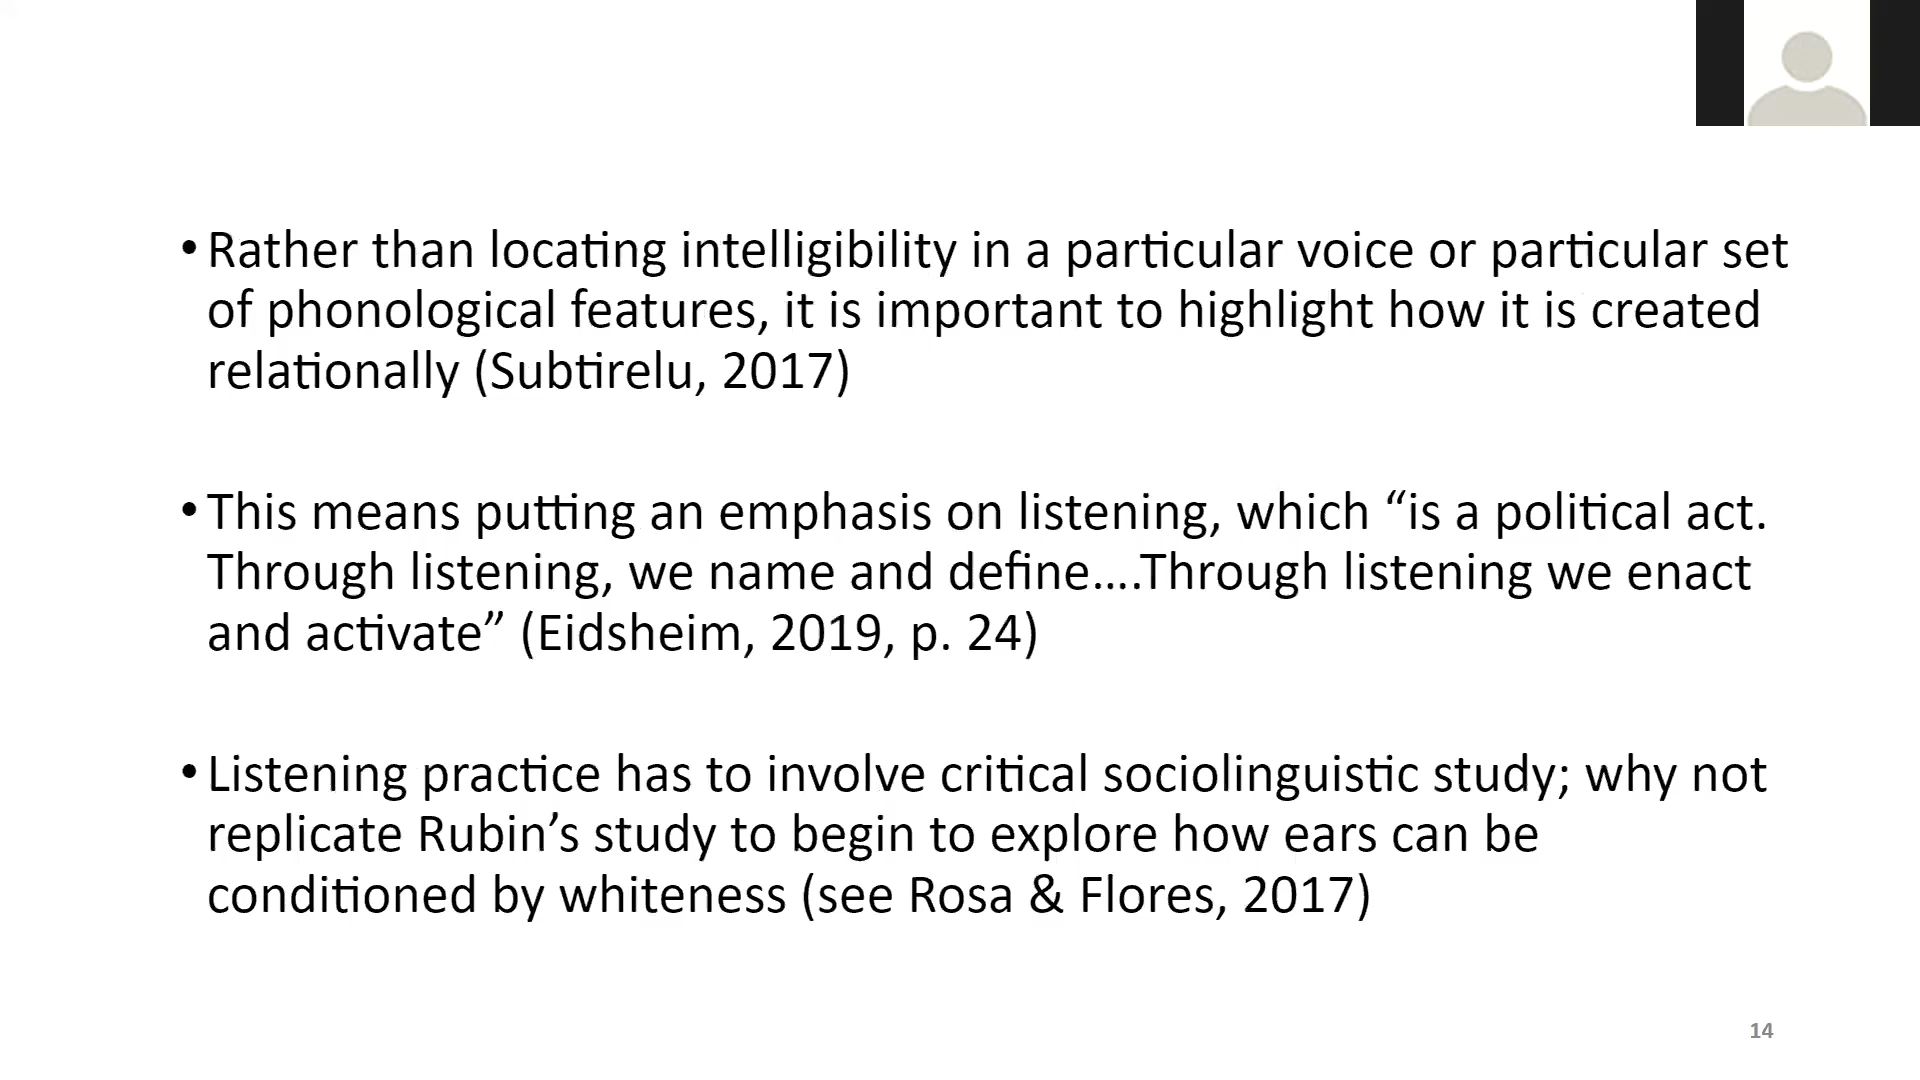 • Rather than locating intelligibility in a particular voice or particular set
of phonological features, it is important to highlight how it is created
relationally (Subtirelu, 2017)
• This means putting an emphasis on listening, which “is a political act.
Through listening, we name and define….Through listening we enact
and activate” (Eidsheim, 2019, p. 24)
• Listening practice has to involve critical sociolinguistic study; why not
replicate Rubin’s study to begin to explore how ears can be
conditioned by whiteness (see Rosa & Flores, 2017)
14